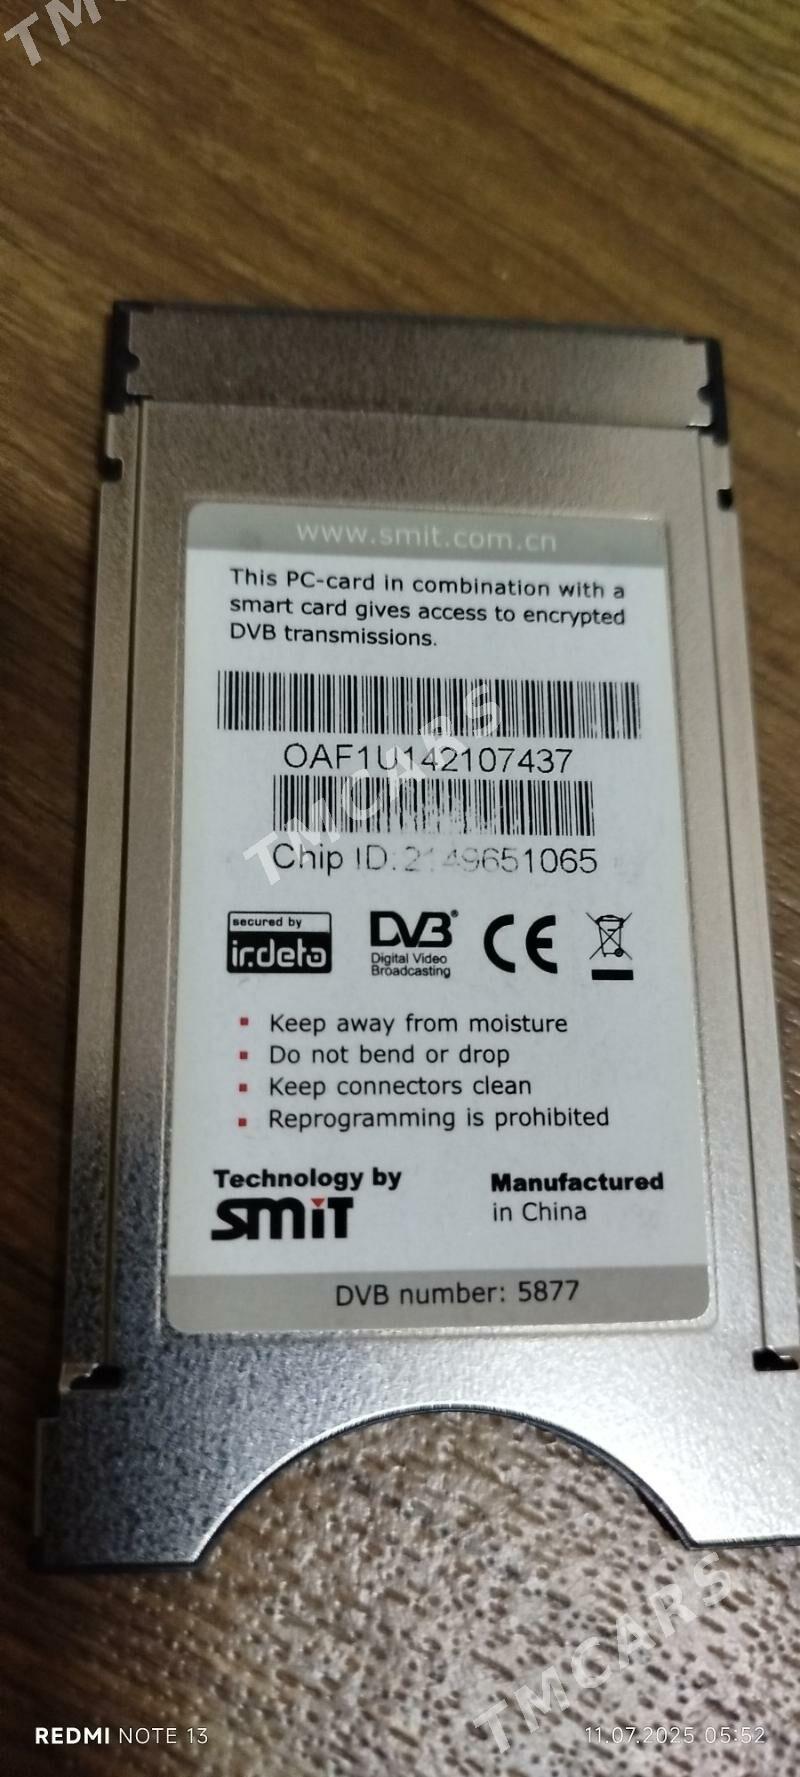 TMCARS
www.smit.com.cn
This PC-card in combination with a
smart card gives access to encrypted
DVB transmissions.
OAF1U142107437
TMCARS
Chip ID:2149651065
secured by
irdeto
DVB®
Digital Video
Broadcasting
CE
Keep away from moisture
Do not bend or drop
Keep connectors clean
Reprogramming is prohibited
Technology by
SMIT
Manufactured
in China
DVB number: 5877
TMCARS
REDMI NOTE 13
11.07.2025 05:52